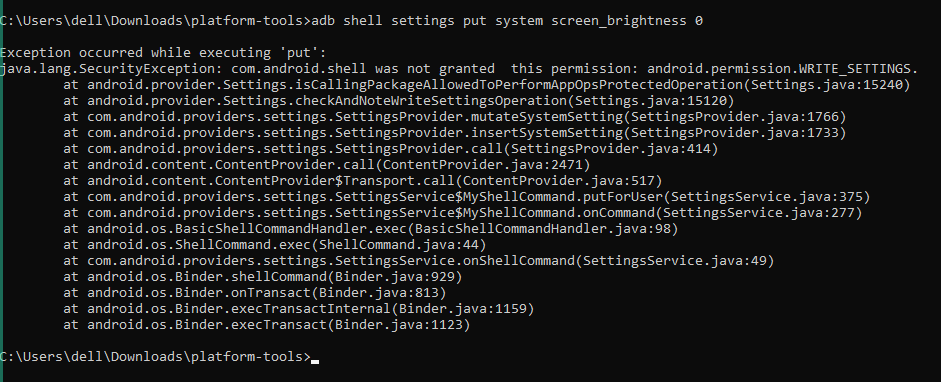 C:\Users\dell\Downloads\platform-tools>adb shell settings put system screen_brightness 0
Exception occurred while executing 'put':
java.lang.SecurityException: com.android.shell was not granted  this permission: android.permission.WRITE_SETTINGS.
at android.provider.Settings.isCallingPackageAllowedToPerformAppOpsProtectedOperation(Settings.java:15240)
at android.provider.Settings.checkAndNoteWriteSettingsOperation(Settings.java:15120)
at com.android.providers.settings.SettingsProvider.mutateSystemSetting(SettingsProvider.java:1766)
at com.android.providers.settings.SettingsProvider.insertSystemSetting(SettingsProvider.java:1733)
at com.android.providers.settings.SettingsProvider.call(SettingsProvider.java:414)
at android.content.ContentProvider.call(ContentProvider.java:2471)
at android.content.ContentProvider$Transport.call(ContentProvider.java:517)
at com.android.providers.settings.SettingsService$MyShellCommand.putForUser(SettingsService.java:375)
at com.android.providers.settings.SettingsService$MyShellCommand.onCommand(SettingsService.java:277)
at android.os.BasicShellCommandHandler.exec(BasicShellCommandHandler.java:98)
at android.os.ShellCommand.exec(ShellCommand.java:44)
at com.android.providers.settings.SettingsService.onShellCommand(SettingsService.java:49)
at android.os.Binder.shellCommand(Binder.java:929)
at android.os.Binder.onTransact(Binder.java:813)
at android.os.Binder.execTransactInternal(Binder.java:1159)
at android.os.Binder.execTransact(Binder.java:1123)
C:\Users\dell\Downloads\platform-tools>